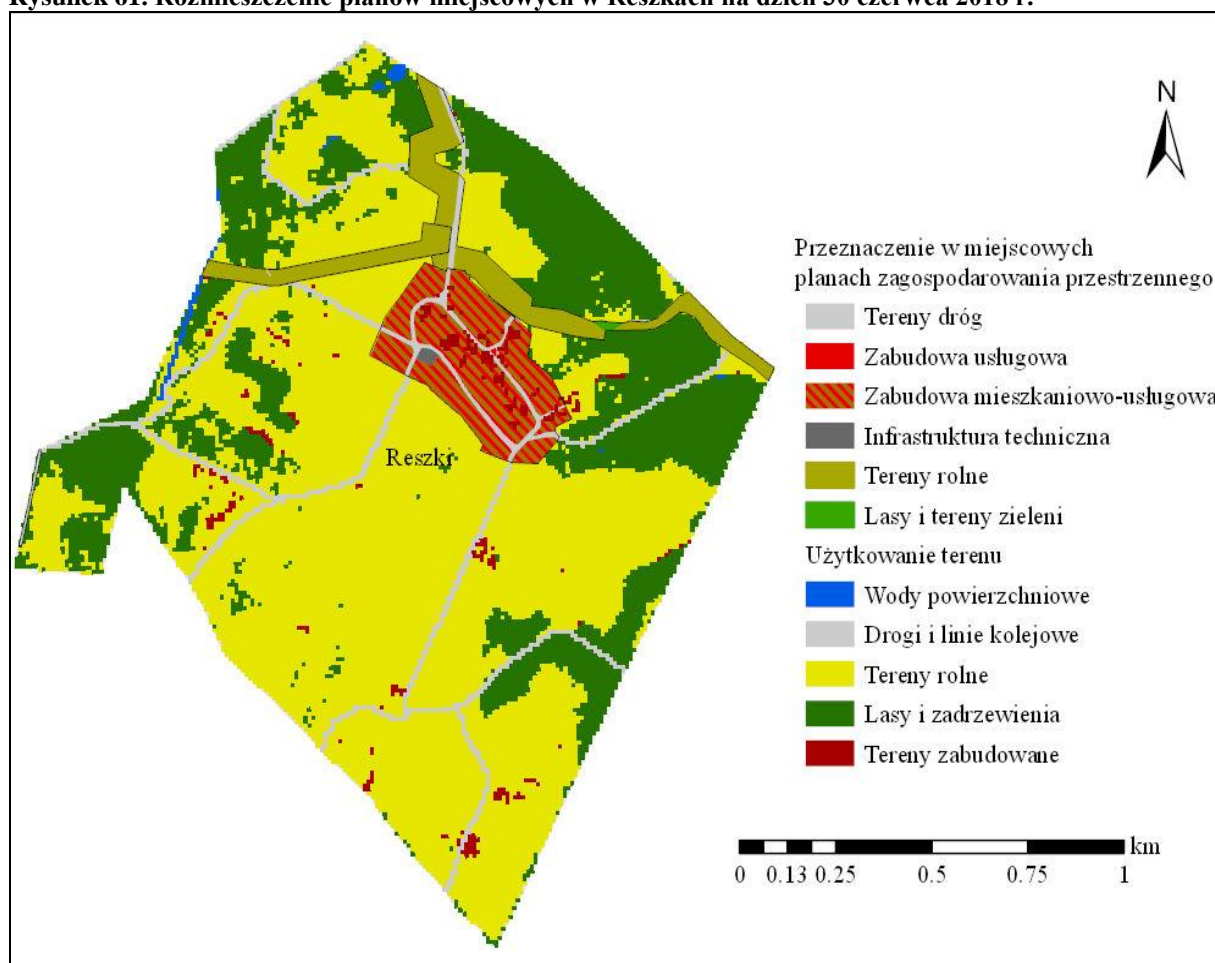 Rysunek 61. Rozmieszczenie planów miejscowych w Reszkach na dzień 30 czerwca 2018 r.
N
Przeznaczenie w miejscowych
planach zagospodarowania przestrzennego
Tereny dróg
Zabudowa usługowa
Zabudowa mieszkaniowo-usługowa
Infrastruktura techniczna
Tereny rolne
Lasy i tereny zieleni
Użytkowanie terenu
Wody powierzchniowe
Drogi i linie kolejowe
Tereny rolne
Lasy i zadrzewienia
Tereny zabudowane
Reszki
km
0 0.13 0.25 0.5 0.75 1